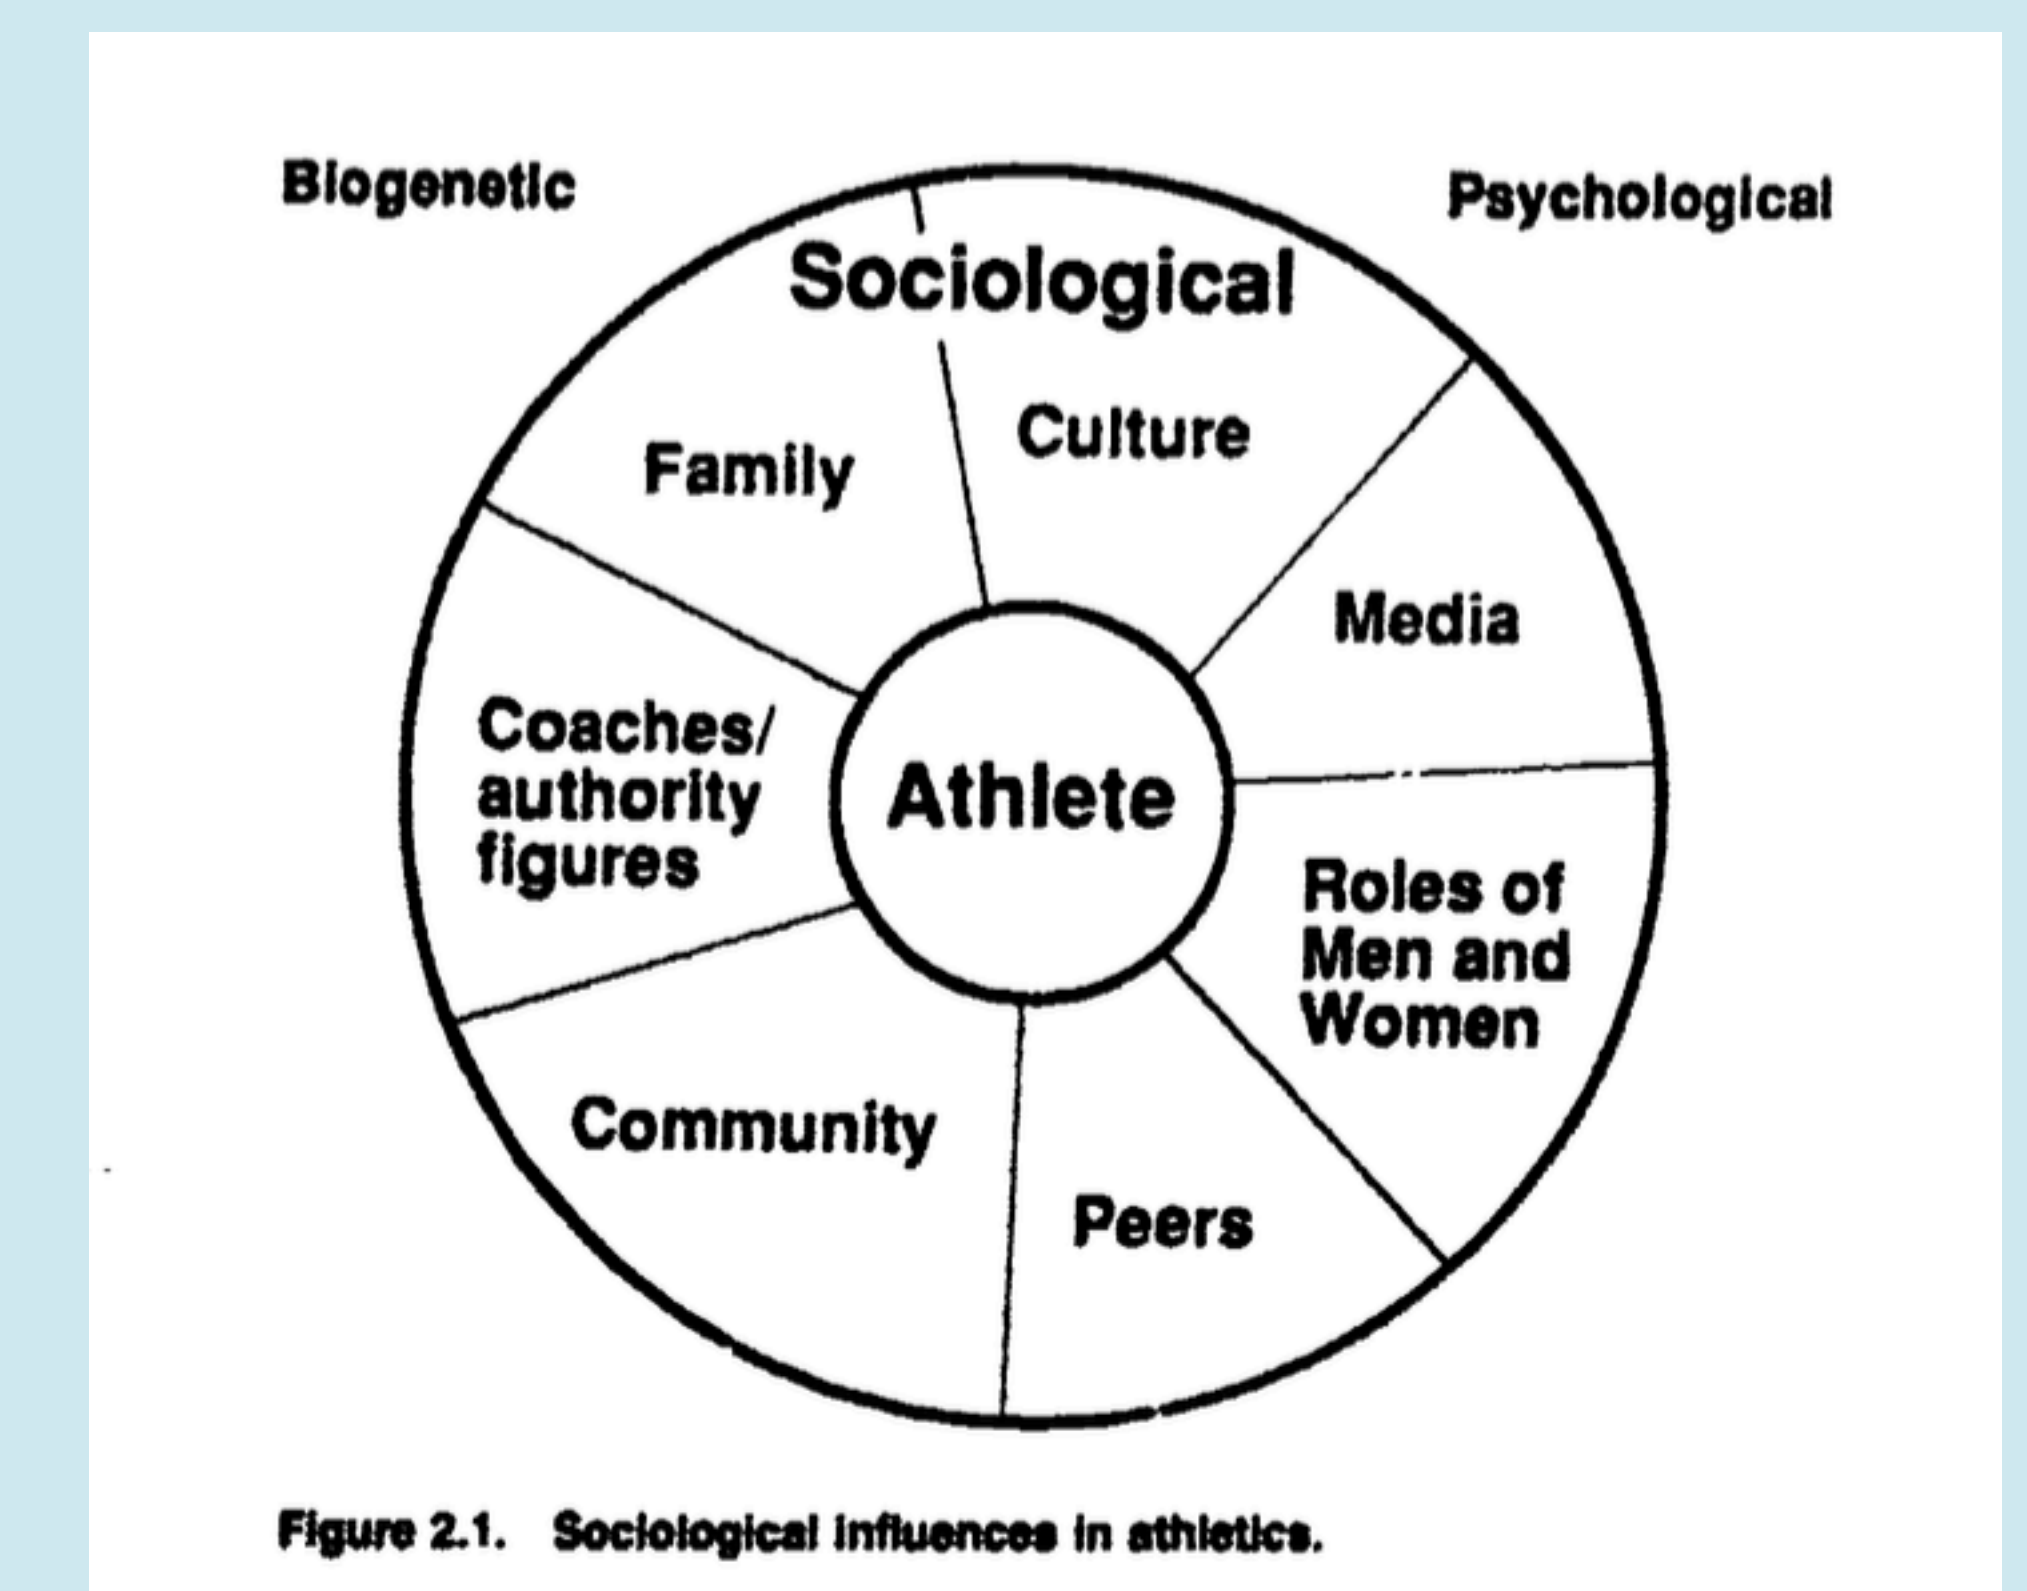 Biogenetic
Psychological
Sociological
Culture
Family
Media
Coaches/
authority
figures
Athlete
Roles of
Men and
Women
Community
Peers
Figure 2.1. Sociological influences in athletics.